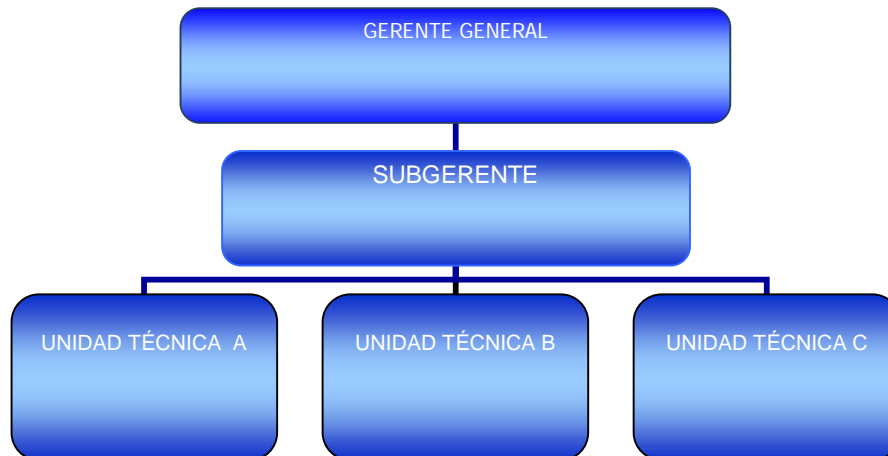 GERENTE GENERAL
SUBGERENTE
UNIDAD TÉCNICA A
UNIDAD TÉCNICA B
UNIDAD TÉCNICA C